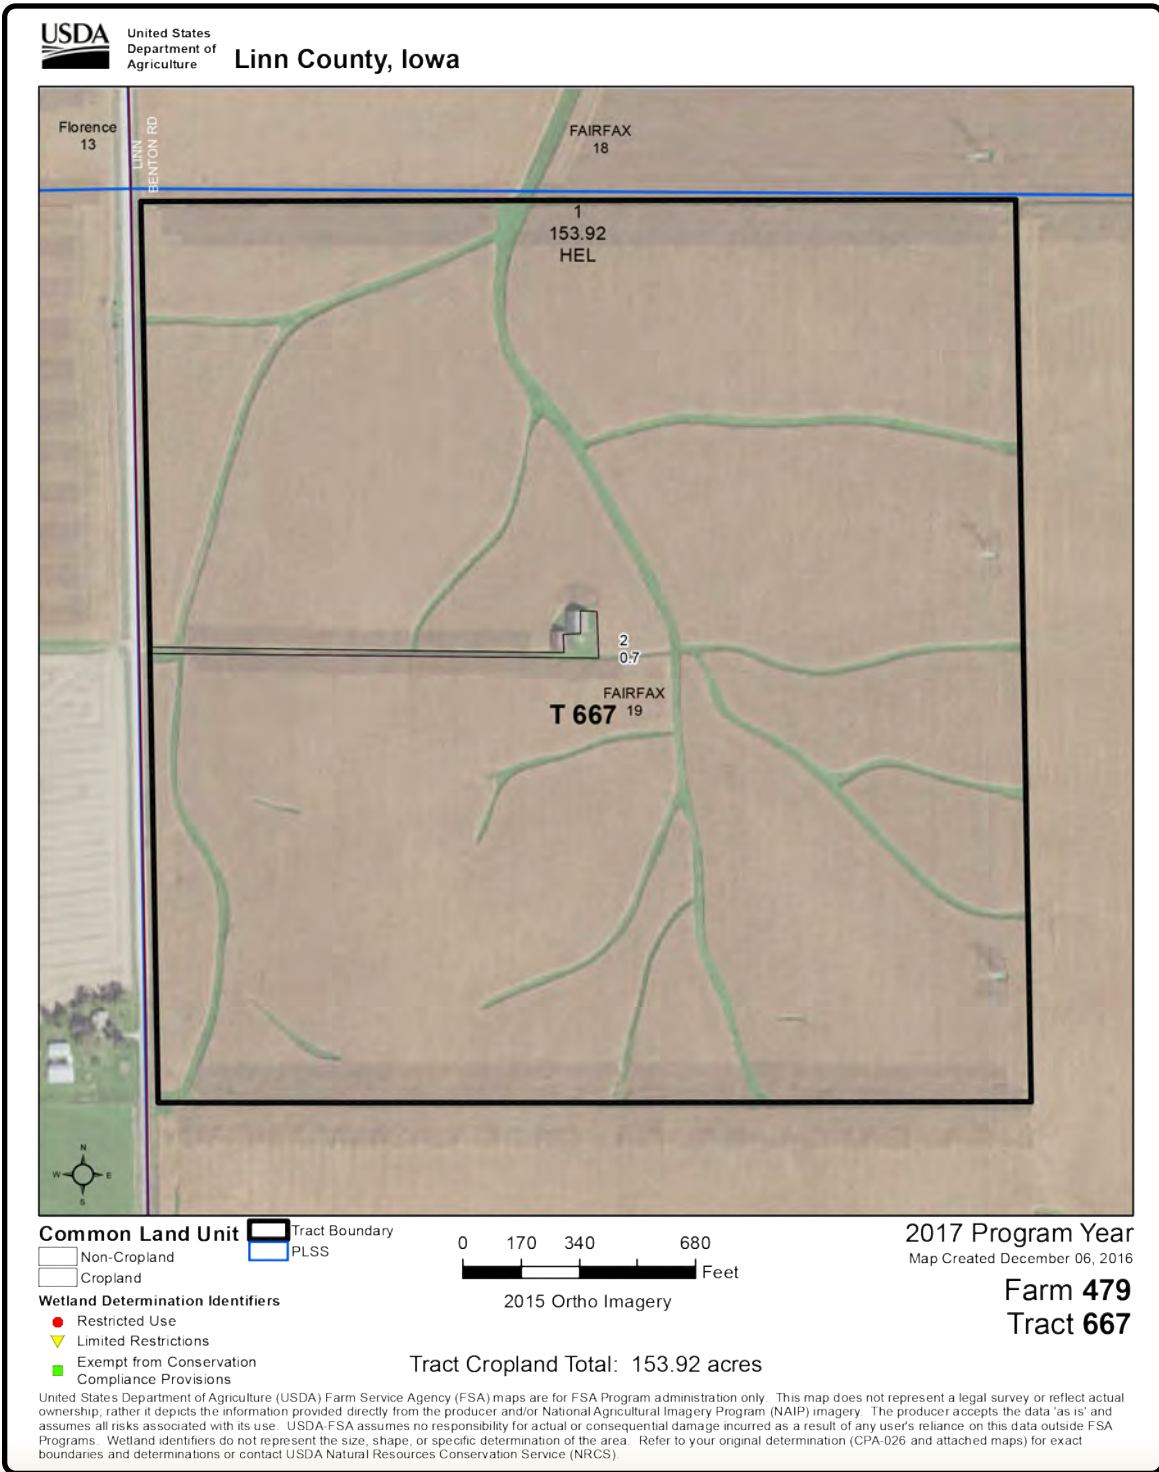 USDA
United States
Department of
Agriculture
Linn County, Iowa
Florence
13
LINN
BENTON RD
FAIRFAX
18
1
153.92
HEL
2
0.7
FAIRFAX
T 667 19
N
W E
S
Common Land Unit
Non-Cropland
Cropland
Tract Boundary
PLSS
Wetland Determination Identifiers
Restricted Use
Limited Restrictions
Exempt from Conservation
Compliance Provisions
0 170 340 680
Feet
2015 Ortho Imagery
Tract Cropland Total: 153.92 acres
2017 Program Year
Map Created December 06, 2016
Farm 479
Tract 667
United States Department of Agriculture (USDA) Farm Service Agency (FSA) maps are for FSA Program administration only. This map does not represent a legal survey or reflect actual
ownership; rather it depicts the information provided directly from the producer and/or National Agricultural Imagery Program (NAIP) imagery. The producer accepts the data 'as is' and
assumes all risks associated with its use. USDA-FSA assumes no responsibility for actual or consequential damage incurred as a result of any user's reliance on this data outside FSA
Programs. Wetland identifiers do not represent the size, shape, or specific determination of the area. Refer to your original determination (CPA-026 and attached maps) for exact
boundaries and determinations or contact USDA Natural Resources Conservation Service (NRCS).